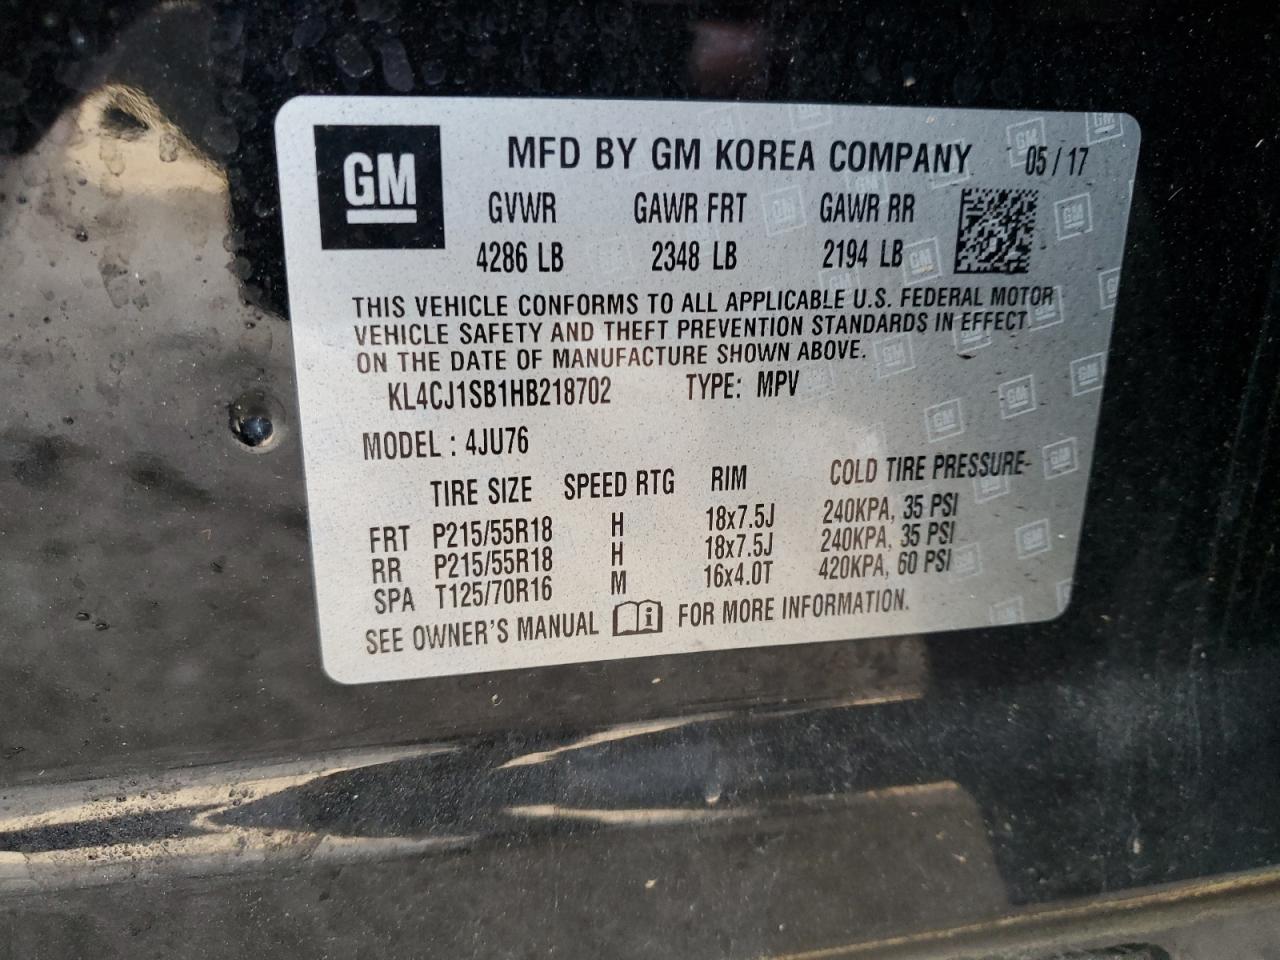 GM
MFD BY GM KOREA COMPANY 05 / 17
GVWR GAWR FRT GAWR RR
4286 LB 2348 LB 2194 LB
THIS VEHICLE CONFORMS TO ALL APPLICABLE U.S. FEDERAL MOTOR
VEHICLE SAFETY AND THEFT PREVENTION STANDARDS IN EFFECT
ON THE DATE OF MANUFACTURE SHOWN ABOVE.
KL4CJ1SB1HB218702 TYPE: MPV
MODEL : 4JU76
TIRE SIZE SPEED RTG RIM COLD TIRE PRESSURE-
FRT P215/55R18 H 18x7.5J 240KPA, 35 PSI
RR P215/55R18 H 18x7.5J 240KPA, 35 PSI
SPA T125/70R16 M 16x4.0T 420KPA, 60 PSI
SEE OWNER'S MANUAL FOR MORE INFORMATION.